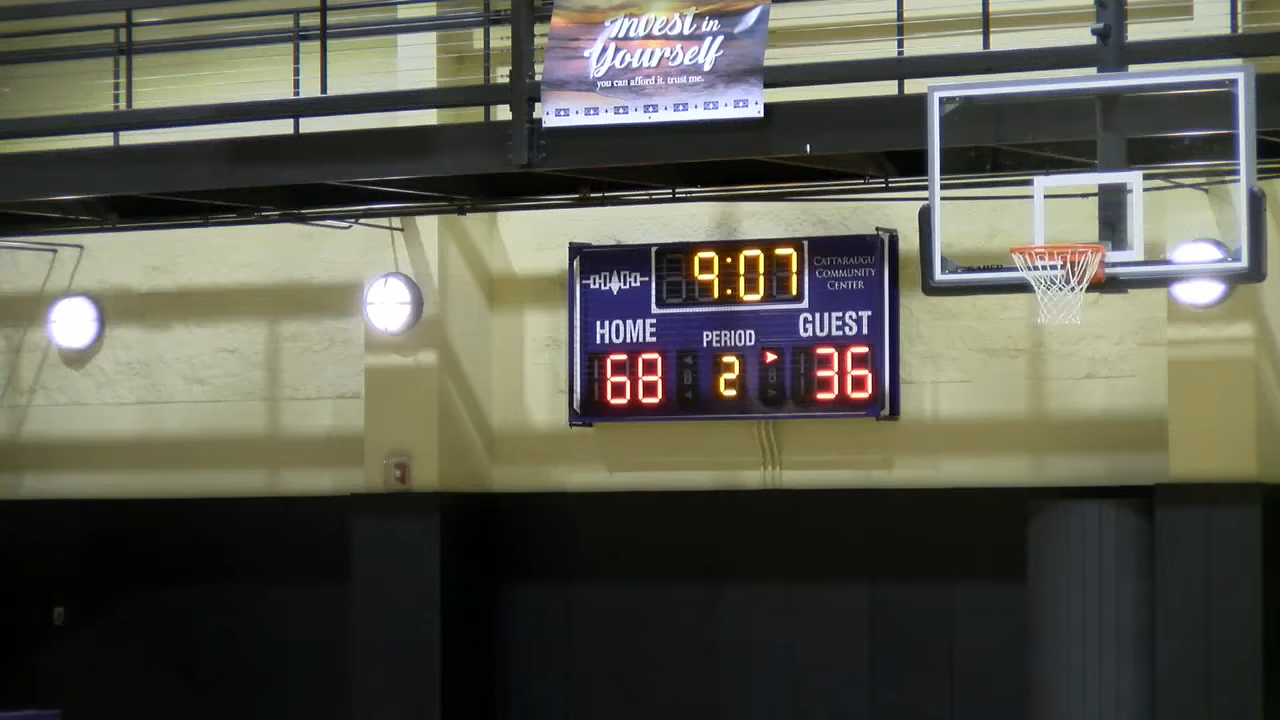 Invest in
Yourself
you can afford it. trust me.
9:07
CATTARAUGU
COMMUNITY
CENTER
HOME
PERIOD
GUEST
68
2
36